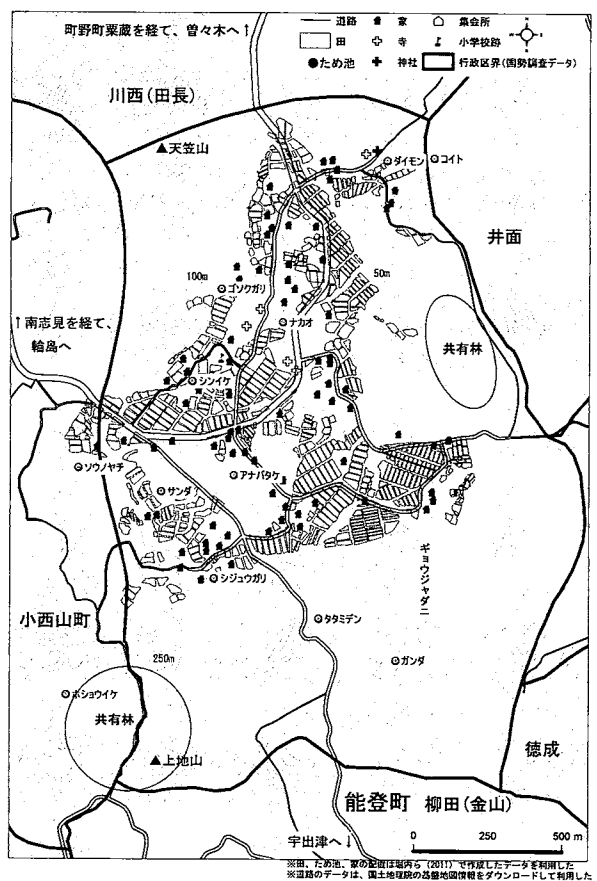 町野町粟蔵を経て、曽々木へ↑
道路
家
集会所
田
寺
小学校跡
ため池
神社
行政区界(国勢調査データ)
川西(田長)
天笠山
ダイモン
コイト
井面
100m
50m
ゴソクガリ
ナカオ
↑南志見を経て、
輪島へ
共有林
シンイケ
ソウノヤチ
アナバタケ
サンダ
ギョウジャダニ
シジュウガリ
小西山町
タタミデン
ガンダ
250m
ホショウイケ
共有林
上地山
徳成
能登町 柳田(金山)
宇出津へ↓
0 250 500 m
※田、ため池、家の配置は堀内ら(2011)で作成したデータを利用した
※道路のデータは、国土地理院の基盤地図情報をダウンロードして利用した